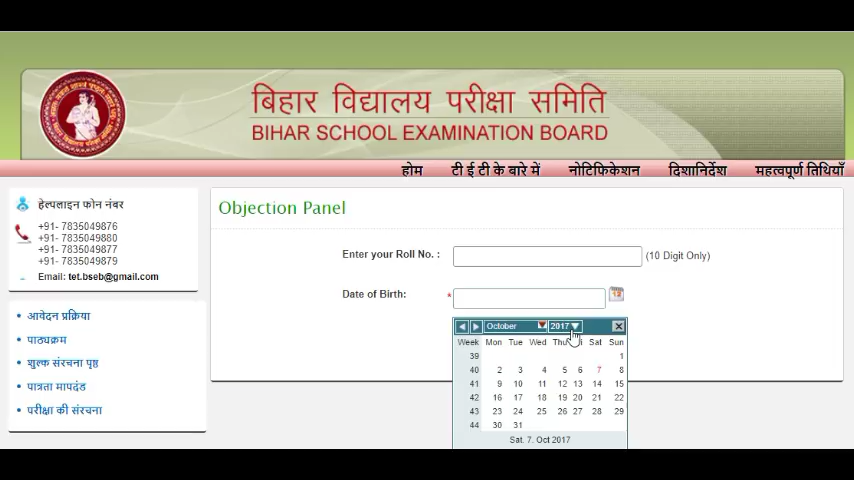 बिहार विद्यालय परीक्षा समिति
BIHAR SCHOOL EXAMINATION BOARD
होम टी ई टी के बारे में नोटिफिकेशन दिशानिर्देश महत्वपूर्ण तिथियाँ
हेल्पलाइन फोन नंबर
+91- 7835049876
+91- 7835049880
+91- 7835049877
+91- 7835049879
Email: tet.bseb@gmail.com
आवेदन प्रक्रिया
पाठ्यक्रम
शुल्क संरचना पृष्ठ
पात्रता मापदंड
परीक्षा की संरचना
Objection Panel
Enter your Roll No. : (10 Digit Only)
Date of Birth: *
October 2017
Week Mon Tue Wed Thu Fri Sat Sun
39 1
40 2 3 4 5 6 7 8
41 9 10 11 12 13 14 15
42 16 17 18 19 20 21 22
43 23 24 25 26 27 28 29
44 30 31
Sat. 7. Oct 2017